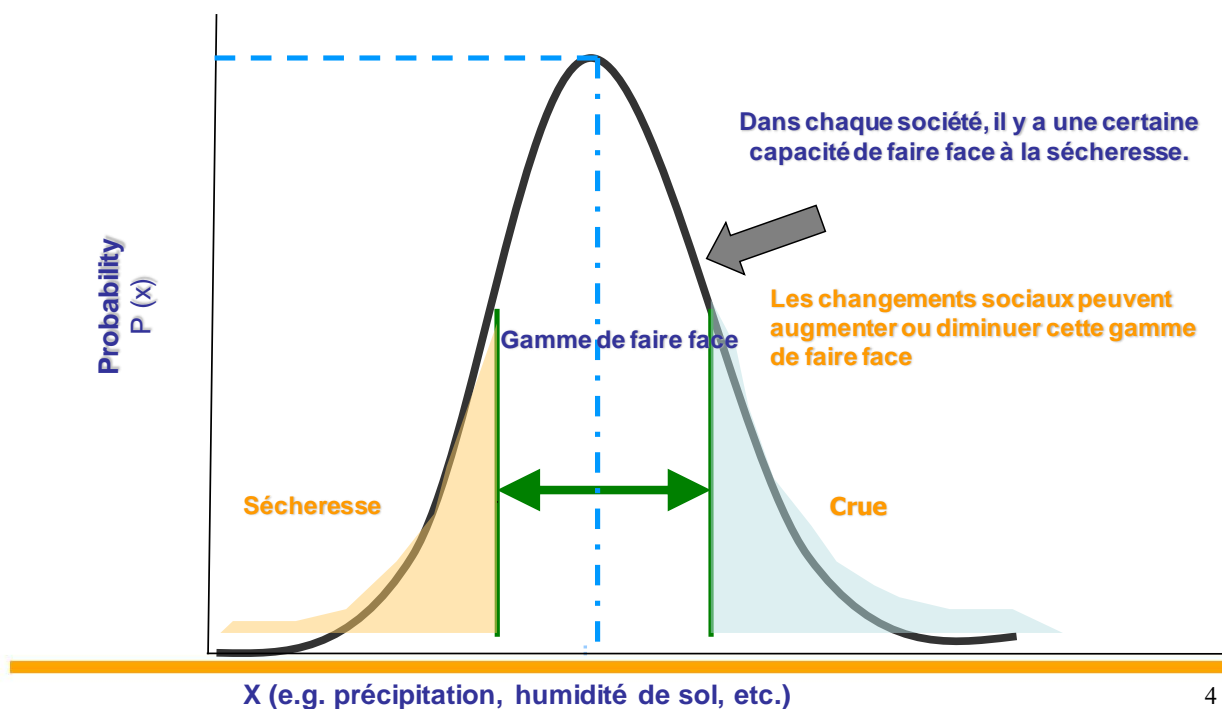 Dans chaque société, il y a une certaine
capacité de faire face à la sécheresse.
Probability
P (x)
Les changements sociaux peuvent
augmenter ou diminuer cette gamme
de faire face
Gamme de faire face
Sécheresse
Crue
X (e.g. précipitation, humidité de sol, etc.)
4